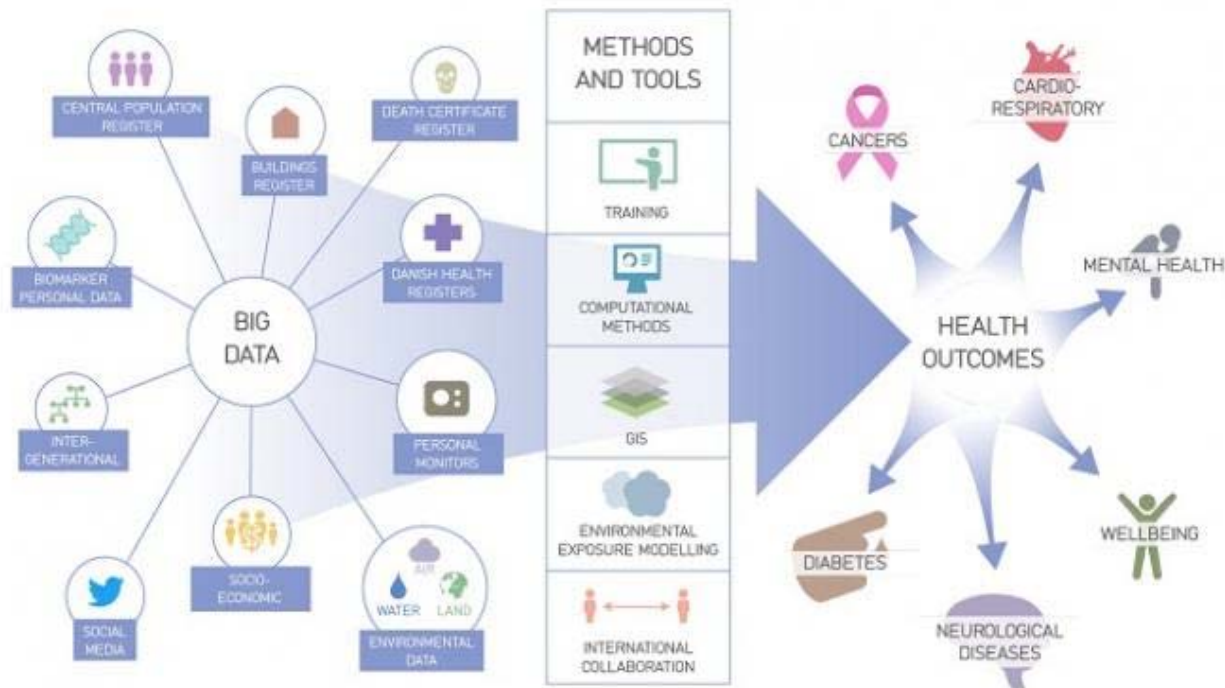 CENTRAL POPULATION
REGISTER
BUILDINGS
REGISTER
DEATH CERTIFICATE
REGISTER
BIOMARKER
PERSONAL DATA
DANISH HEALTH
REGISTERS
BIG
DATA
INTER-
GENERATIONAL
PERSONAL
MONITORS
SOCIAL
MEDIA
SOCIO-
ECONOMIC
AIR
WATER
LAND
ENVIRONMENTAL
DATA
METHODS
AND TOOLS
TRAINING
COMPUTATIONAL
METHODS
GIS
ENVIRONMENTAL
EXPOSURE MODELLING
INTERNATIONAL
COLLABORATION
CANCERS
CARDIO-
RESPIRATORY
MENTAL HEALTH
HEALTH
OUTCOMES
WELLBEING
DIABETES
NEUROLOGICAL
DISEASES